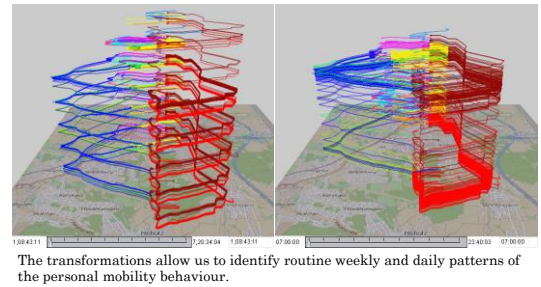 1;08:43:11 7;20:34:04 1;08:43:11 07:00:00 23:40:03 07:00:00
The transformations allow us to identify routine weekly and daily patterns of
the personal mobility behaviour.